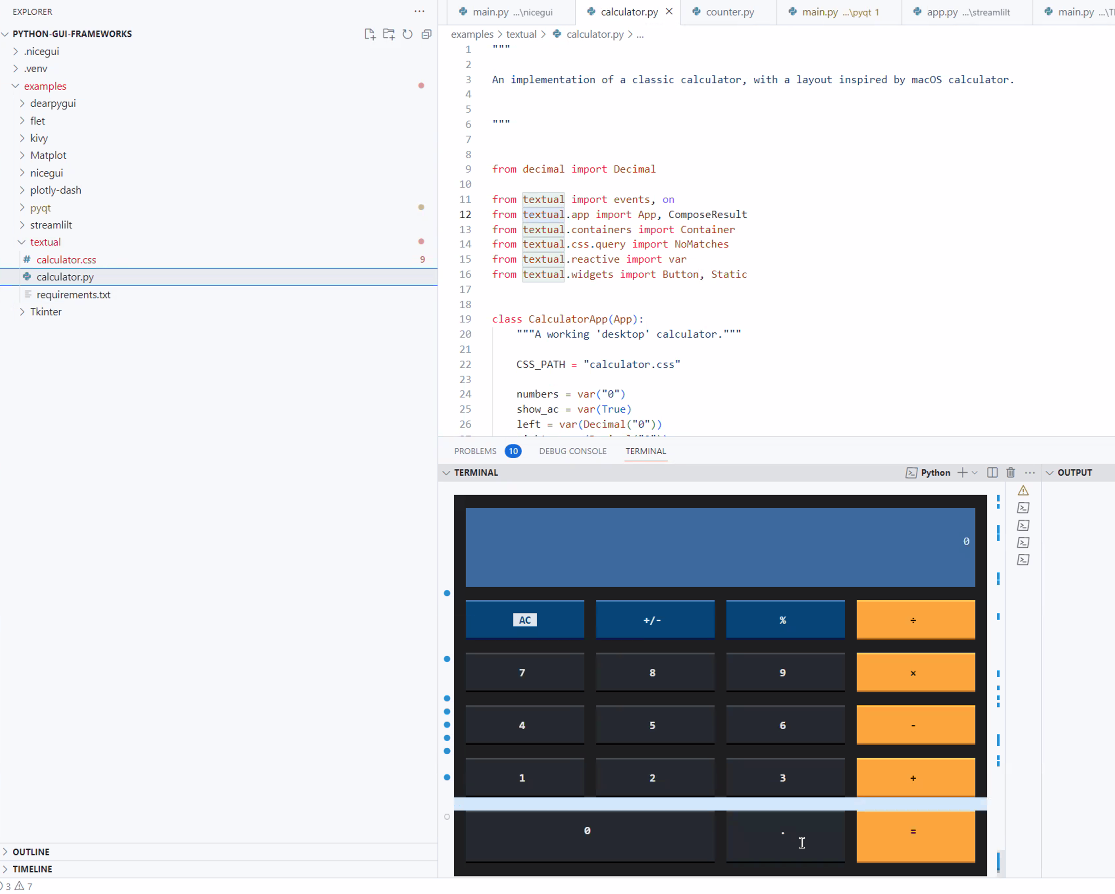 EXPLORER
PYTHON-GUI-FRAMEWORKS
.nicegui
.venv
examples
dearpygui
flet
kivy
Matplot
nicegui
plotly-dash
pyqt
streamlilt
textual
# calculator.css 9
calculator.py
requirements.txt
Tkinter
OUTLINE
TIMELINE
3 7
main.py ...\nicegui calculator.py counter.py main.py ...\pyqt 1 app.py ...\streamlilt main.py
examples > textual > calculator.py > ...
1 """
2
3 An implementation of a classic calculator, with a layout inspired by macOS calculator.
4
5
6 """
7
8
9 from decimal import Decimal
10
11 from textual import events, on
12 from textual.app import App, ComposeResult
13 from textual.containers import Container
14 from textual.css.query import NoMatches
15 from textual.reactive import var
16 from textual.widgets import Button, Static
17
18
19 class CalculatorApp(App):
20 """A working 'desktop' calculator."""
21
22 CSS_PATH = "calculator.css"
23
24 numbers = var("0")
25 show_ac = var(True)
26 left = var(Decimal("0"))
PROBLEMS 10 DEBUG CONSOLE TERMINAL
TERMINAL Python OUTPUT
0
AC +/- % ÷
7 8 9 ×
4 5 6 -
1 2 3 +
0 . =